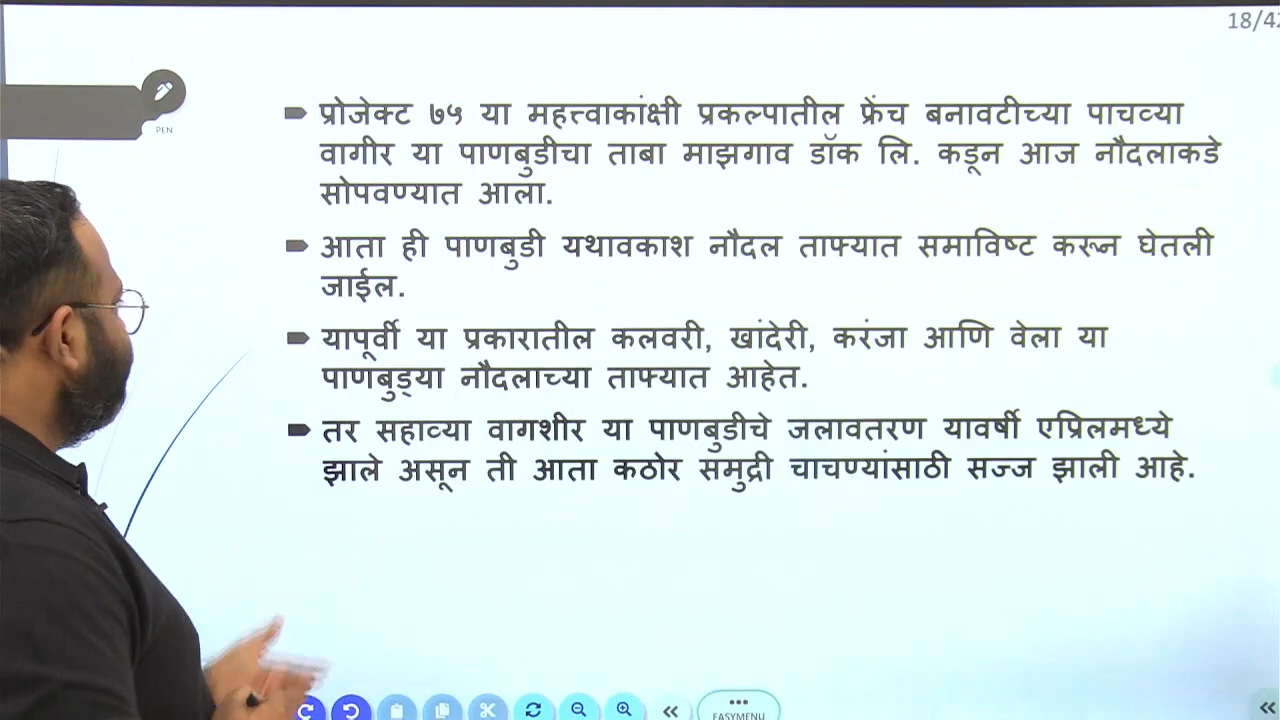 18/42
PEN
प्रोजेक्ट ७५ या महत्त्वाकांक्षी प्रकल्पातील फ्रेंच बनावटीच्या पाचव्या
वागीर या पाणबुडीचा ताबा माझगाव डॉक लि. कडून आज नौदलाकडे
सोपवण्यात आला.
आता ही पाणबुडी यथावकाश नौदल ताफ्यात समाविष्ट करून घेतली
जाईल.
यापूर्वी या प्रकारातील कलवरी, खांदेरी, करंजा आणि वेला या
पाणबुड्या नौदलाच्या ताफ्यात आहेत.
तर सहाव्या वागशीर या पाणबुडीचे जलावतरण यावर्षी एप्रिलमध्ये
झाले असून ती आता कठोर समुद्री चाचण्यांसाठी सज्ज झाली आहे.
EASYMENU